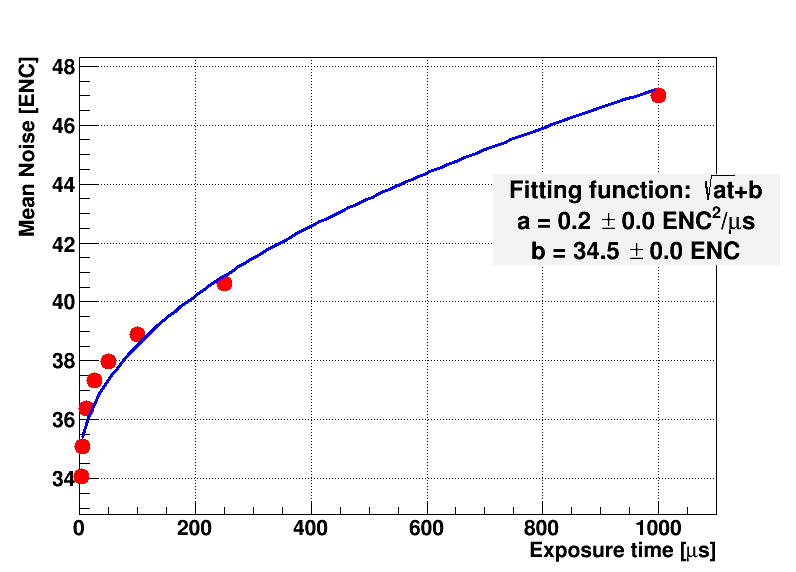 Mean Noise [ENC]
48
46
44
42
40
38
36
34
Fitting function: √at+b
a = 0.2 ± 0.0 ENC²/μs
b = 34.5 ± 0.0 ENC
0 200 400 600 800 1000
Exposure time [μs]